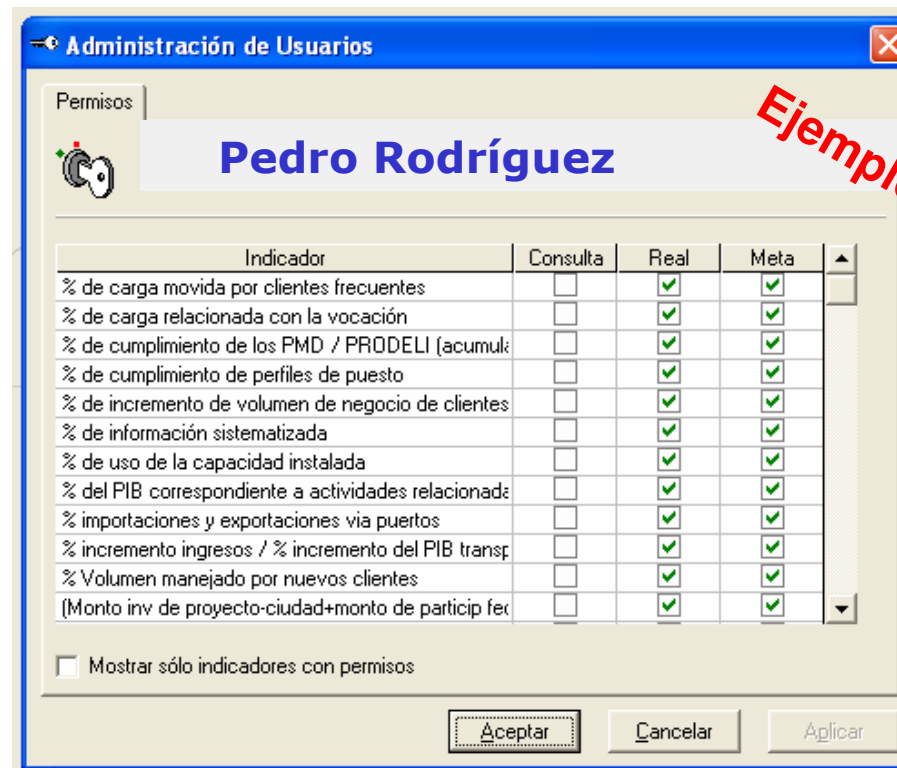 Administración de Usuarios
Permisos
Ejemplo
Pedro Rodríguez
Indicador Consulta Real Meta
% de carga movida por clientes frecuentes
% de carga relacionada con la vocación
% de cumplimiento de los PMD / PRODELI (acumula
% de cumplimiento de perfiles de puesto
% de incremento de volumen de negocio de clientes
% de información sistematizada
% de uso de la capacidad instalada
% del PIB correspondiente a actividades relacionada
% importaciones y exportaciones via puertos
% incremento ingresos / % incremento del PIB transp
% Volumen manejado por nuevos clientes
(Monto inv de proyecto-ciudad+monto de particip fec
Mostrar sólo indicadores con permisos
Aceptar Cancelar Aplicar